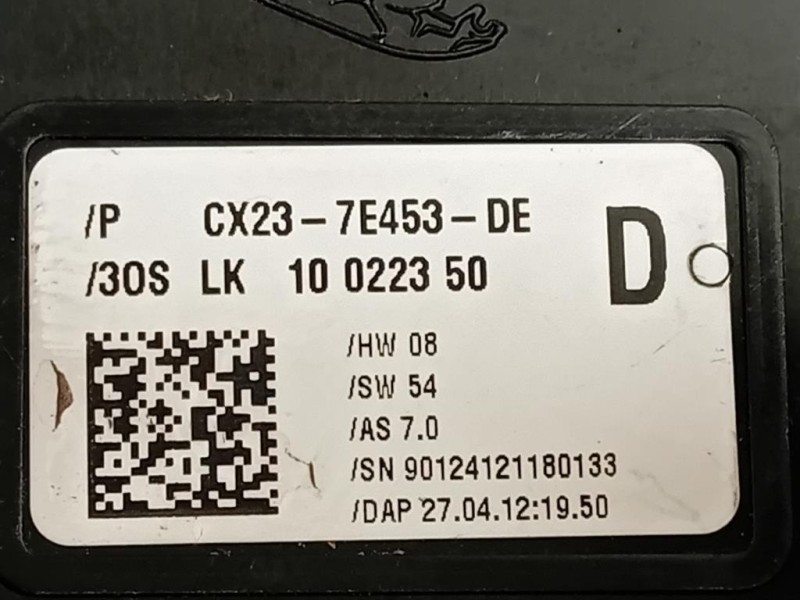 /P CX23-7E453-DE
D
/30S LK 10 0223 50
/HW 08
/SW 54
/AS 7.0
/SN 90124121180133
/DAP 27.04.12:19.50